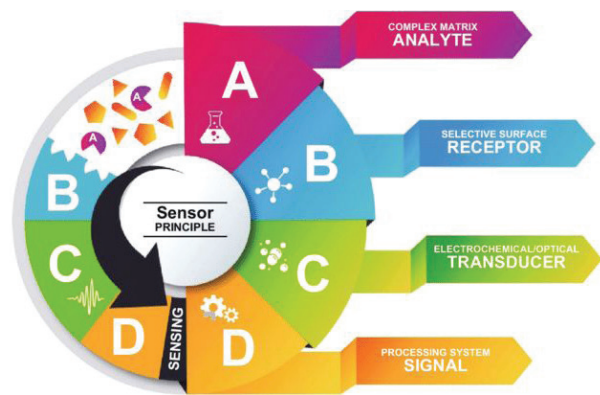 COMPLEX MATRIX
ANALYTE
A
A
A
SELECTIVE SURFACE
RECEPTOR
B
B
Sensor
PRINCIPLE
ELECTROCHEMICAL/OPTICAL
TRANSDUCER
C
C
D
SENSING
D
PROCESSING SYSTEM
SIGNAL